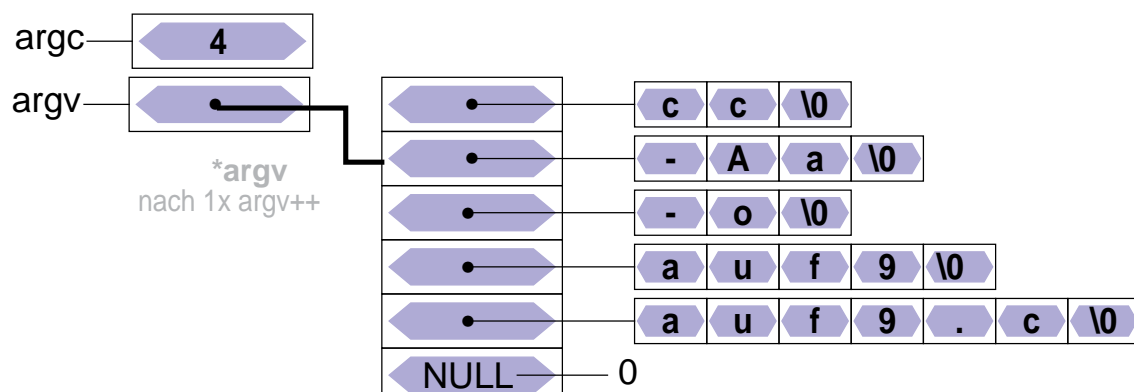 argc 4
argv c c \0
- A a \0
*argv
nach 1x argv++
- o \0
a u f 9 \0
a u f 9 . c \0
NULL 0